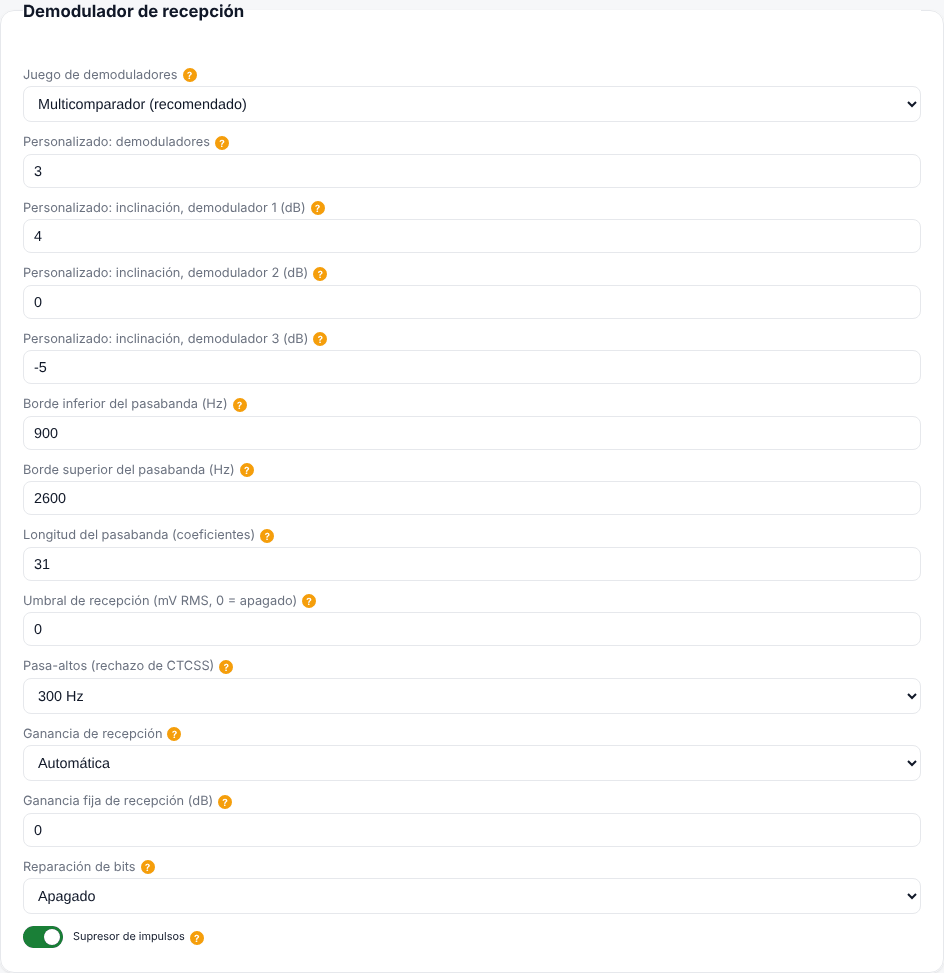 Demodulador de recepción
Juego de demoduladores ?
Multicomparador (recomendado)
Personalizado: demoduladores ?
3
Personalizado: inclinación, demodulador 1 (dB) ?
4
Personalizado: inclinación, demodulador 2 (dB) ?
0
Personalizado: inclinación, demodulador 3 (dB) ?
-5
Borde inferior del pasabanda (Hz) ?
900
Borde superior del pasabanda (Hz) ?
2600
Longitud del pasabanda (coeficientes) ?
31
Umbral de recepción (mV RMS, 0 = apagado) ?
0
Pasa-altos (rechazo de CTCSS) ?
300 Hz
Ganancia de recepción ?
Automática
Ganancia fija de recepción (dB) ?
0
Reparación de bits ?
Apagado
Supresor de impulsos ?